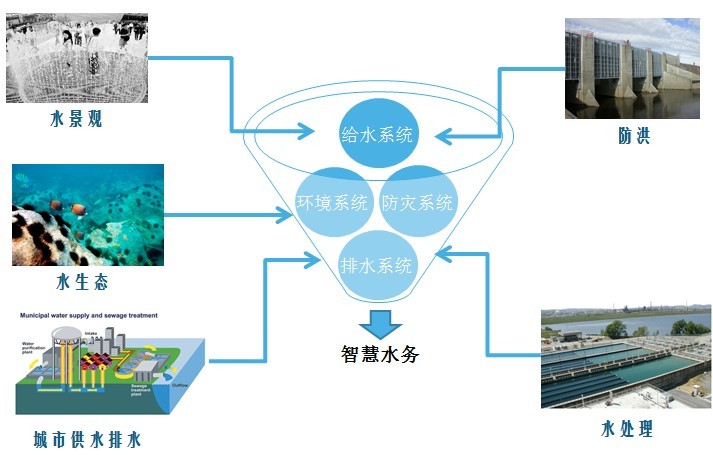 水景观
防洪
给水系统
环境系统
防灾系统
水生态
排水系统
Municipal water supply and sewage treatment
Intake
Water
purification
plant
Sewage
treatment
plant
Outflow
智慧水务
城市供水排水
水处理